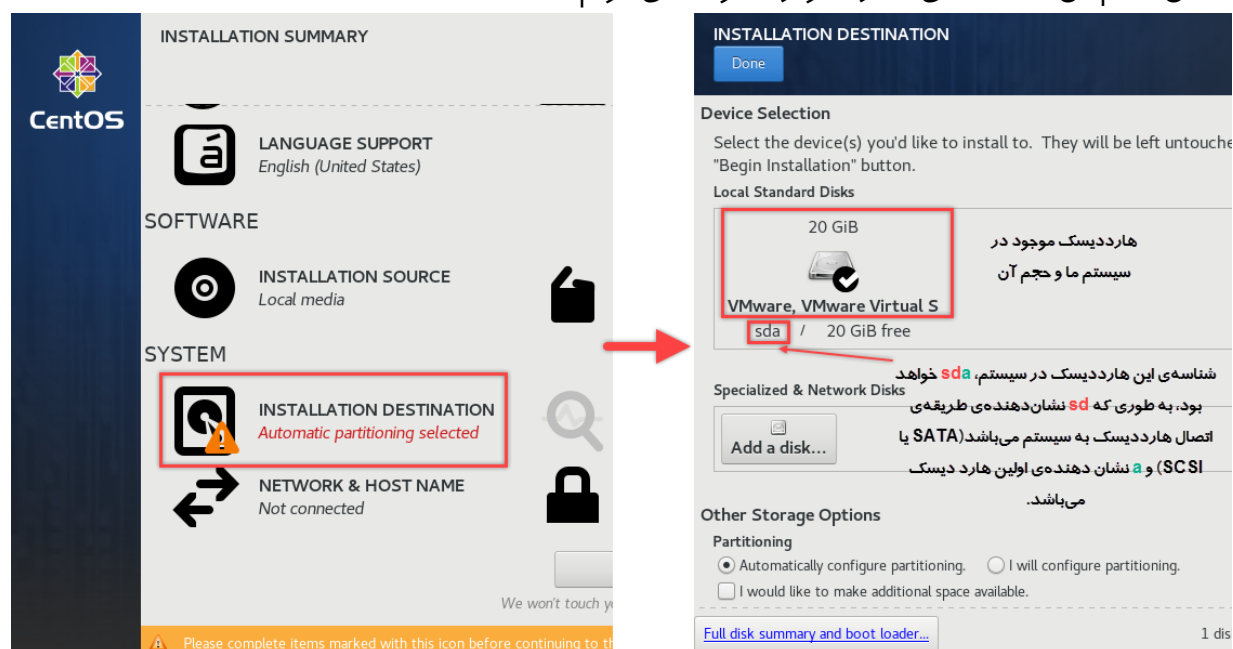 INSTALLATION SUMMARY
CentOS
LANGUAGE SUPPORT
English (United States)
SOFTWARE
INSTALLATION SOURCE
Local media
SYSTEM
INSTALLATION DESTINATION
Automatic partitioning selected
NETWORK & HOST NAME
Not connected
We won't touch
Please complete items marked with this icon before continuing to
INSTALLATION DESTINATION
Done
Device Selection
Select the device(s) you'd like to install to. They will be left
"Begin Installation" button.
Local Standard Disks
20 GiB
هارددیسک موجود در
سیستم ما و حجم آن
VMware, VMware Virtual S
sda / 20 GiB free
شناسه‌ی این هارددیسک در سیستم، sda خواهد
بود، به طوری که sd نشان‌دهنده‌ی طریقه‌ی
اتصال هارددیسک به سیستم می‌باشد(SATA یا
SCSI) و a نشان دهنده‌ی اولین هارد دیسک
می‌باشد.
Specialized & Network Disks
Add a disk...
Other Storage Options
Partitioning
Automatically configure partitioning. I will configure partitioning.
I would like to make additional space available.
Full disk summary and boot loader... 1